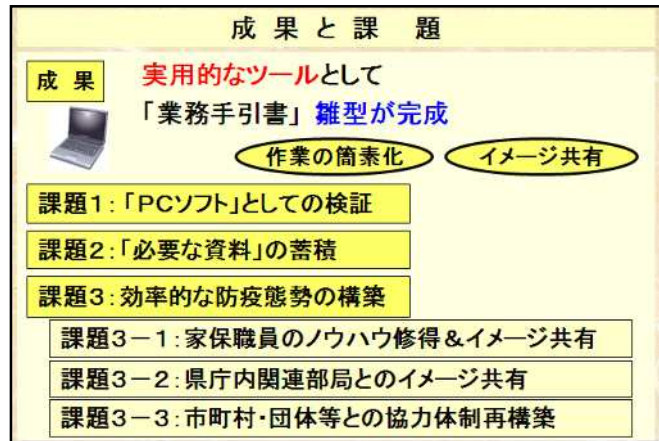 成果と課　題
成 果
実用的なツールとして
「業務手引書」 雛型が完成
作業の簡素化
イメージ共有
課題1：「PCソフト」としての検証
課題2：「必要な資料」の蓄積
課題3：効率的な防疫態勢の構築
課題3－1：家保職員のノウハウ修得＆イメージ共有
課題3－2：県庁内関連部局とのイメージ共有
課題3－3：市町村・団体等との協力体制再構築